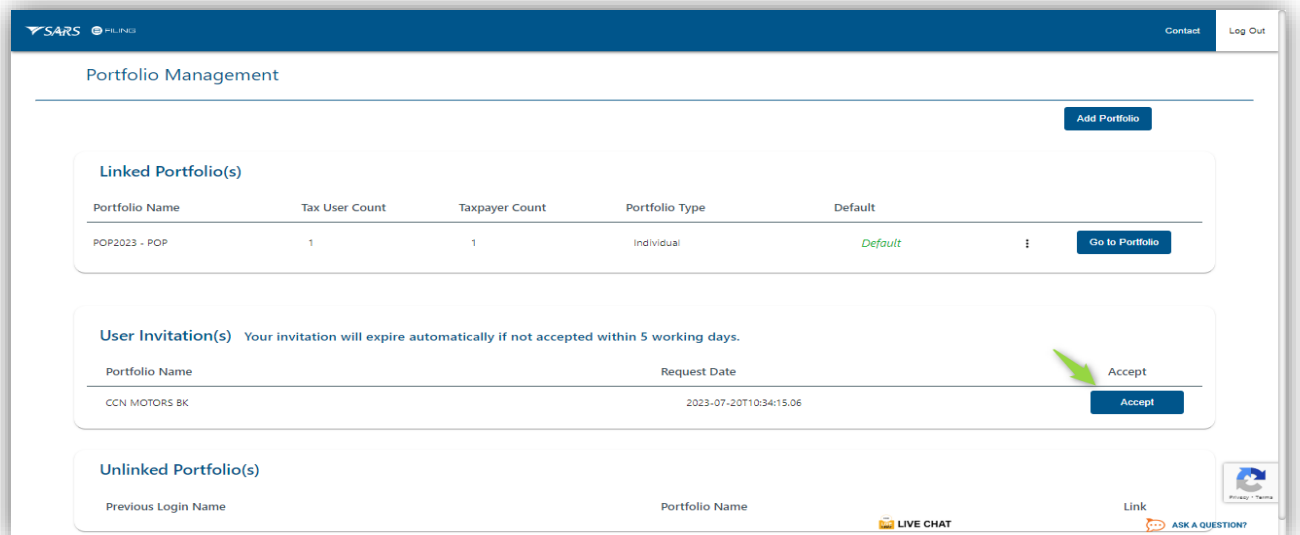 SARS eFILING
Contact
Log Out
Portfolio Management
Add Portfolio
Linked Portfolio(s)
Portfolio Name Tax User Count Taxpayer Count Portfolio Type Default
POP2023 - POP 1 1 Individual Default Go to Portfolio
User Invitation(s) Your invitation will expire automatically if not accepted within 5 working days.
Portfolio Name Request Date Accept
CCN MOTORS BK 2023-07-20T10:34:15.06 Accept
Unlinked Portfolio(s)
Previous Login Name Portfolio Name Link
Privacy - Terms
LIVE CHAT
ASK A QUESTION?